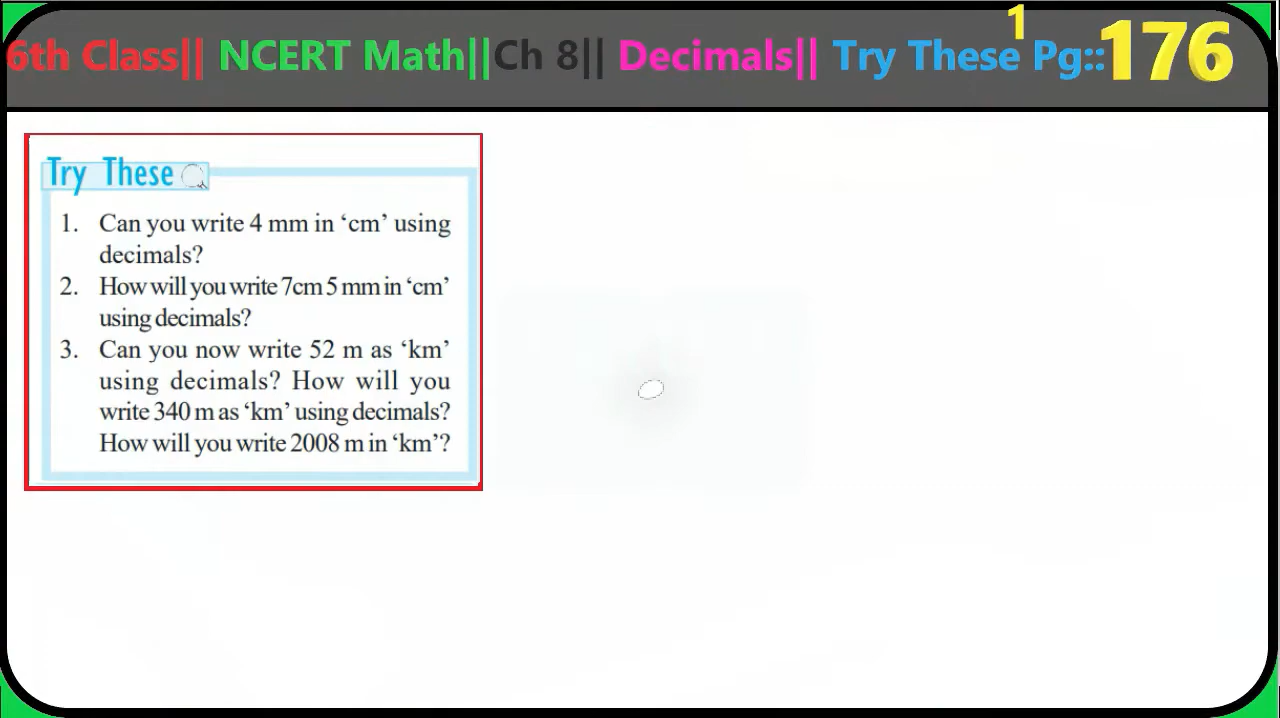 6th Class|| NCERT Math||Ch 8|| Decimals|| Try These Pg::176
1
Try These
1. Can you write 4 mm in ‘cm’ using
decimals?
2. How will you write 7cm 5 mm in ‘cm’
using decimals?
3. Can you now write 52 m as ‘km’
using decimals? How will you
write 340 m as ‘km’ using decimals?
How will you write 2008 m in ‘km’?